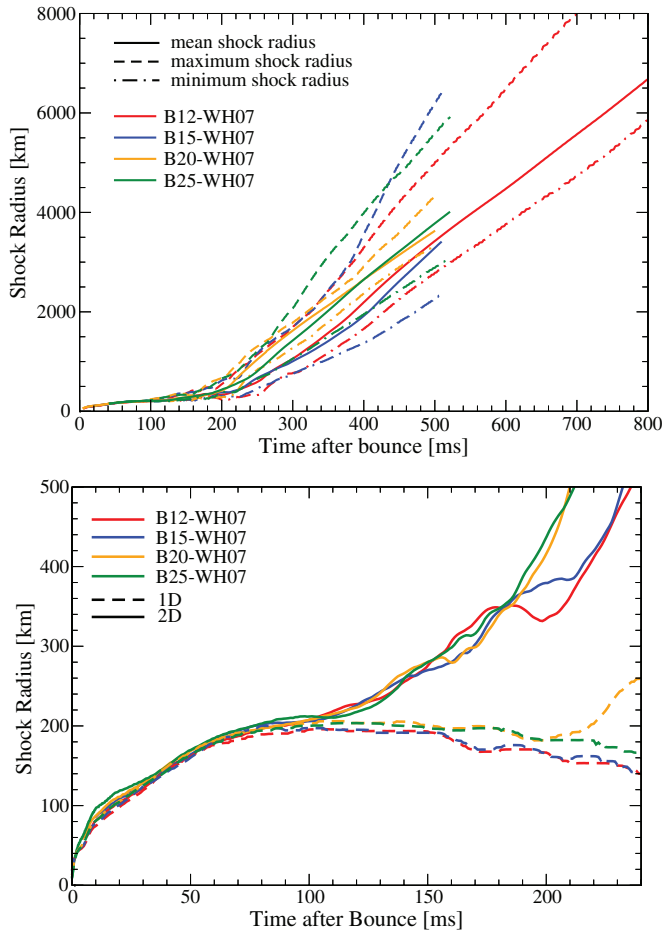 8000
6000
4000
2000
0
Shock Radius [km]
mean shock radius
maximum shock radius
minimum shock radius
B12-WH07
B15-WH07
B20-WH07
B25-WH07
0 100 200 300 400 500 600 700 800
Time after bounce [ms]
500
400
300
200
100
0
Shock Radius [km]
B12-WH07
B15-WH07
B20-WH07
B25-WH07
1D
2D
0 50 100 150 200
Time after Bounce [ms]